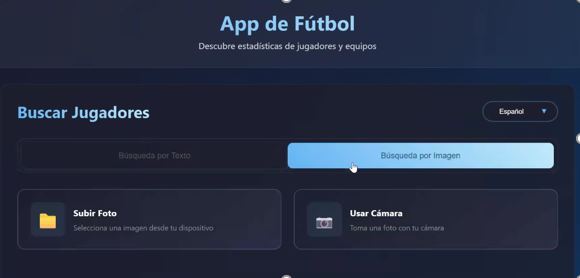 App de Fútbol
Descubre estadísticas de jugadores y equipos
Buscar Jugadores
Español
Búsqueda por Texto
Búsqueda por Imagen
Subir Foto
Selecciona una imagen desde tu dispositivo
Usar Cámara
Toma una foto con tu cámara